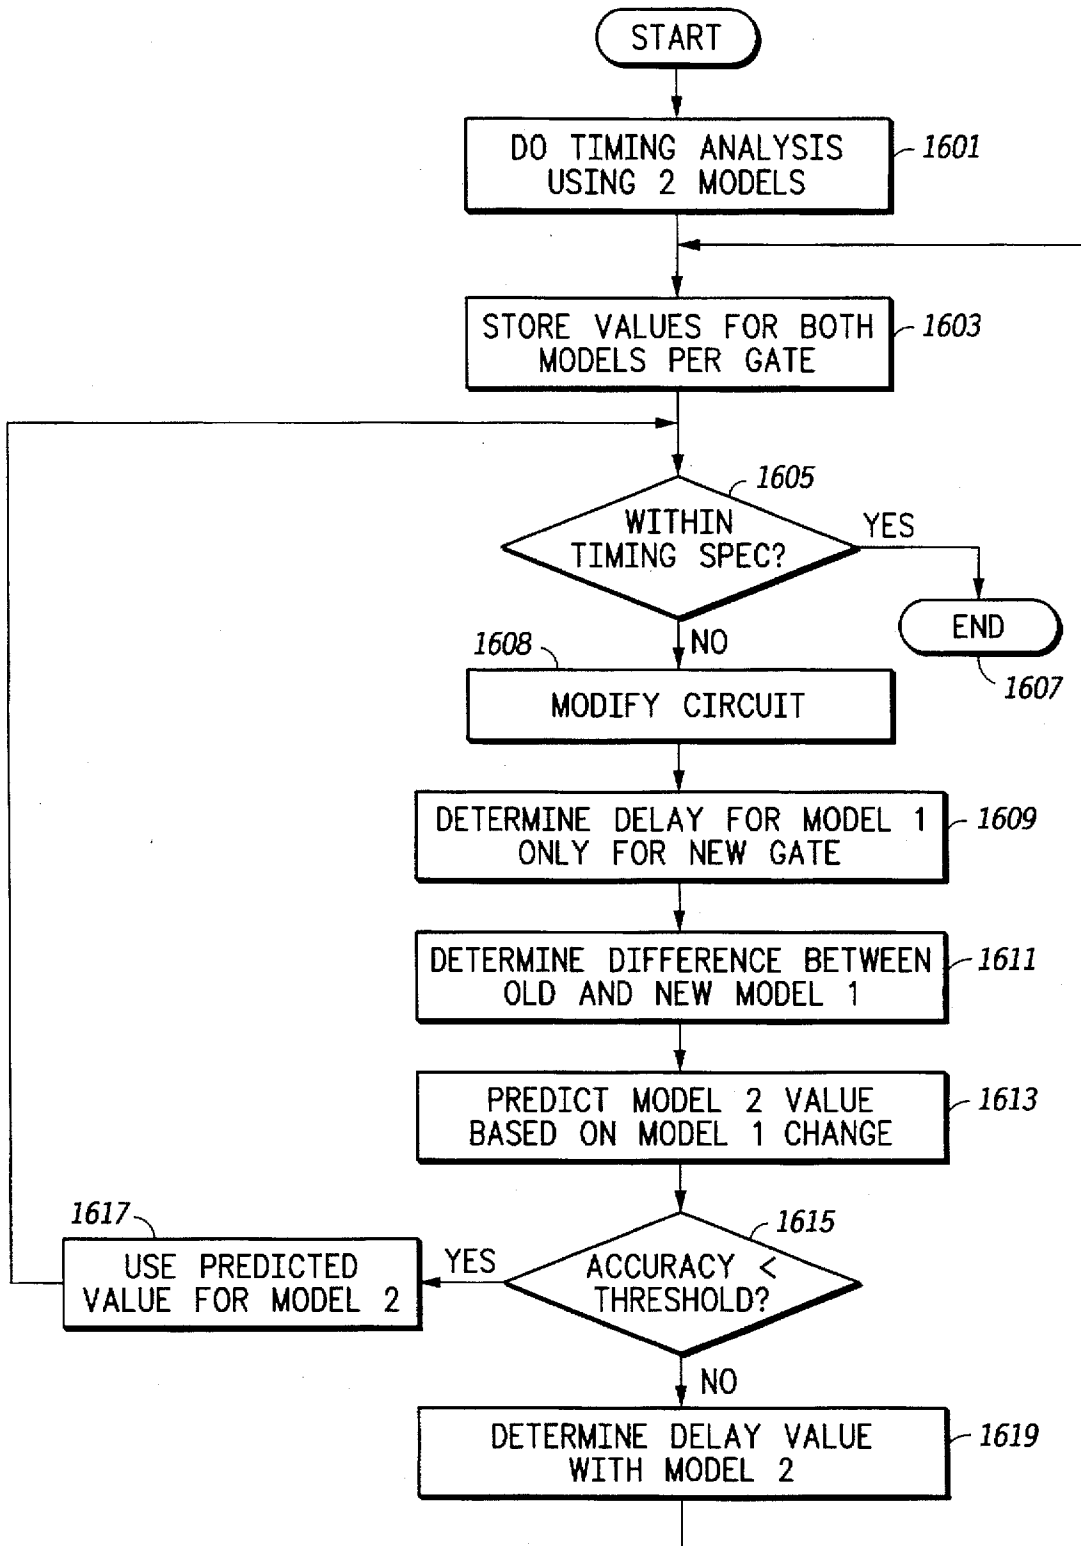 START
DO TIMING ANALYSIS
USING 2 MODELS
1601
STORE VALUES FOR BOTH
MODELS PER GATE
1603
1605
WITHIN
TIMING SPEC?
YES
END
1607
NO
1608
MODIFY CIRCUIT
DETERMINE DELAY FOR MODEL 1
ONLY FOR NEW GATE
1609
DETERMINE DIFFERENCE BETWEEN
OLD AND NEW MODEL 1
1611
PREDICT MODEL 2 VALUE
BASED ON MODEL 1 CHANGE
1613
1615
ACCURACY <
THRESHOLD?
YES
1617
USE PREDICTED
VALUE FOR MODEL 2
NO
DETERMINE DELAY VALUE
WITH MODEL 2
1619